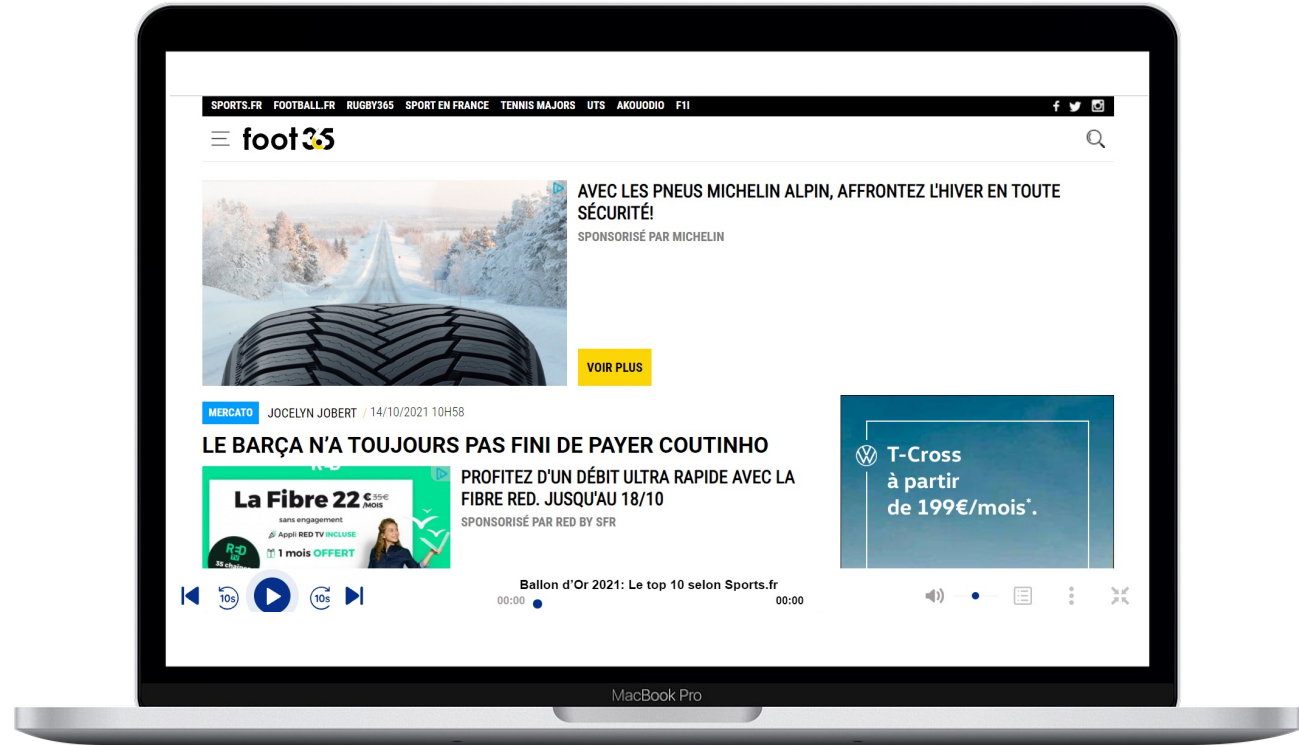 SPORTS.FR FOOTBALL.FR RUGBY365 SPORT EN FRANCE TENNIS MAJORS UTS AKOUODIO F1I
foot365
AVEC LES PNEUS MICHELIN ALPIN, AFFRONTEZ L'HIVER EN TOUTE
SÉCURITÉ!
SPONSORISÉ PAR MICHELIN
VOIR PLUS
MERCATO JOCELYN JOBERT / 14/10/2021 10H58
LE BARÇA N'A TOUJOURS PAS FINI DE PAYER COUTINHO
RED
La Fibre 22 € 35€
/MOIS
sans engagement
Appli RED TV INCLUSE
1 mois OFFERT
RED
TV
35 chaînes
PROFITEZ D'UN DÉBIT ULTRA RAPIDE AVEC LA
FIBRE RED. JUSQU'AU 18/10
SPONSORISÉ PAR RED BY SFR
T-Cross
à partir
de 199€/mois*.
10s 10s
Ballon d'Or 2021: Le top 10 selon Sports.fr
00:00 00:00
MacBook Pro